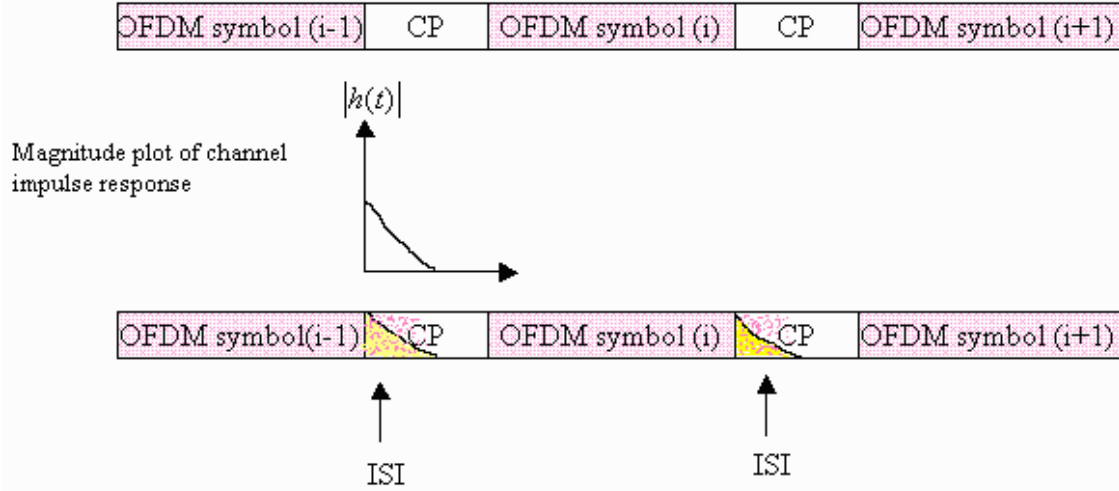 OFDM symbol (i-1) CP OFDM symbol (i) CP OFDM symbol (i+1)
|h(t)|
Magnitude plot of channel
impulse response
OFDM symbol(i-1) CP OFDM symbol (i) CP OFDM symbol (i+1)
ISI ISI